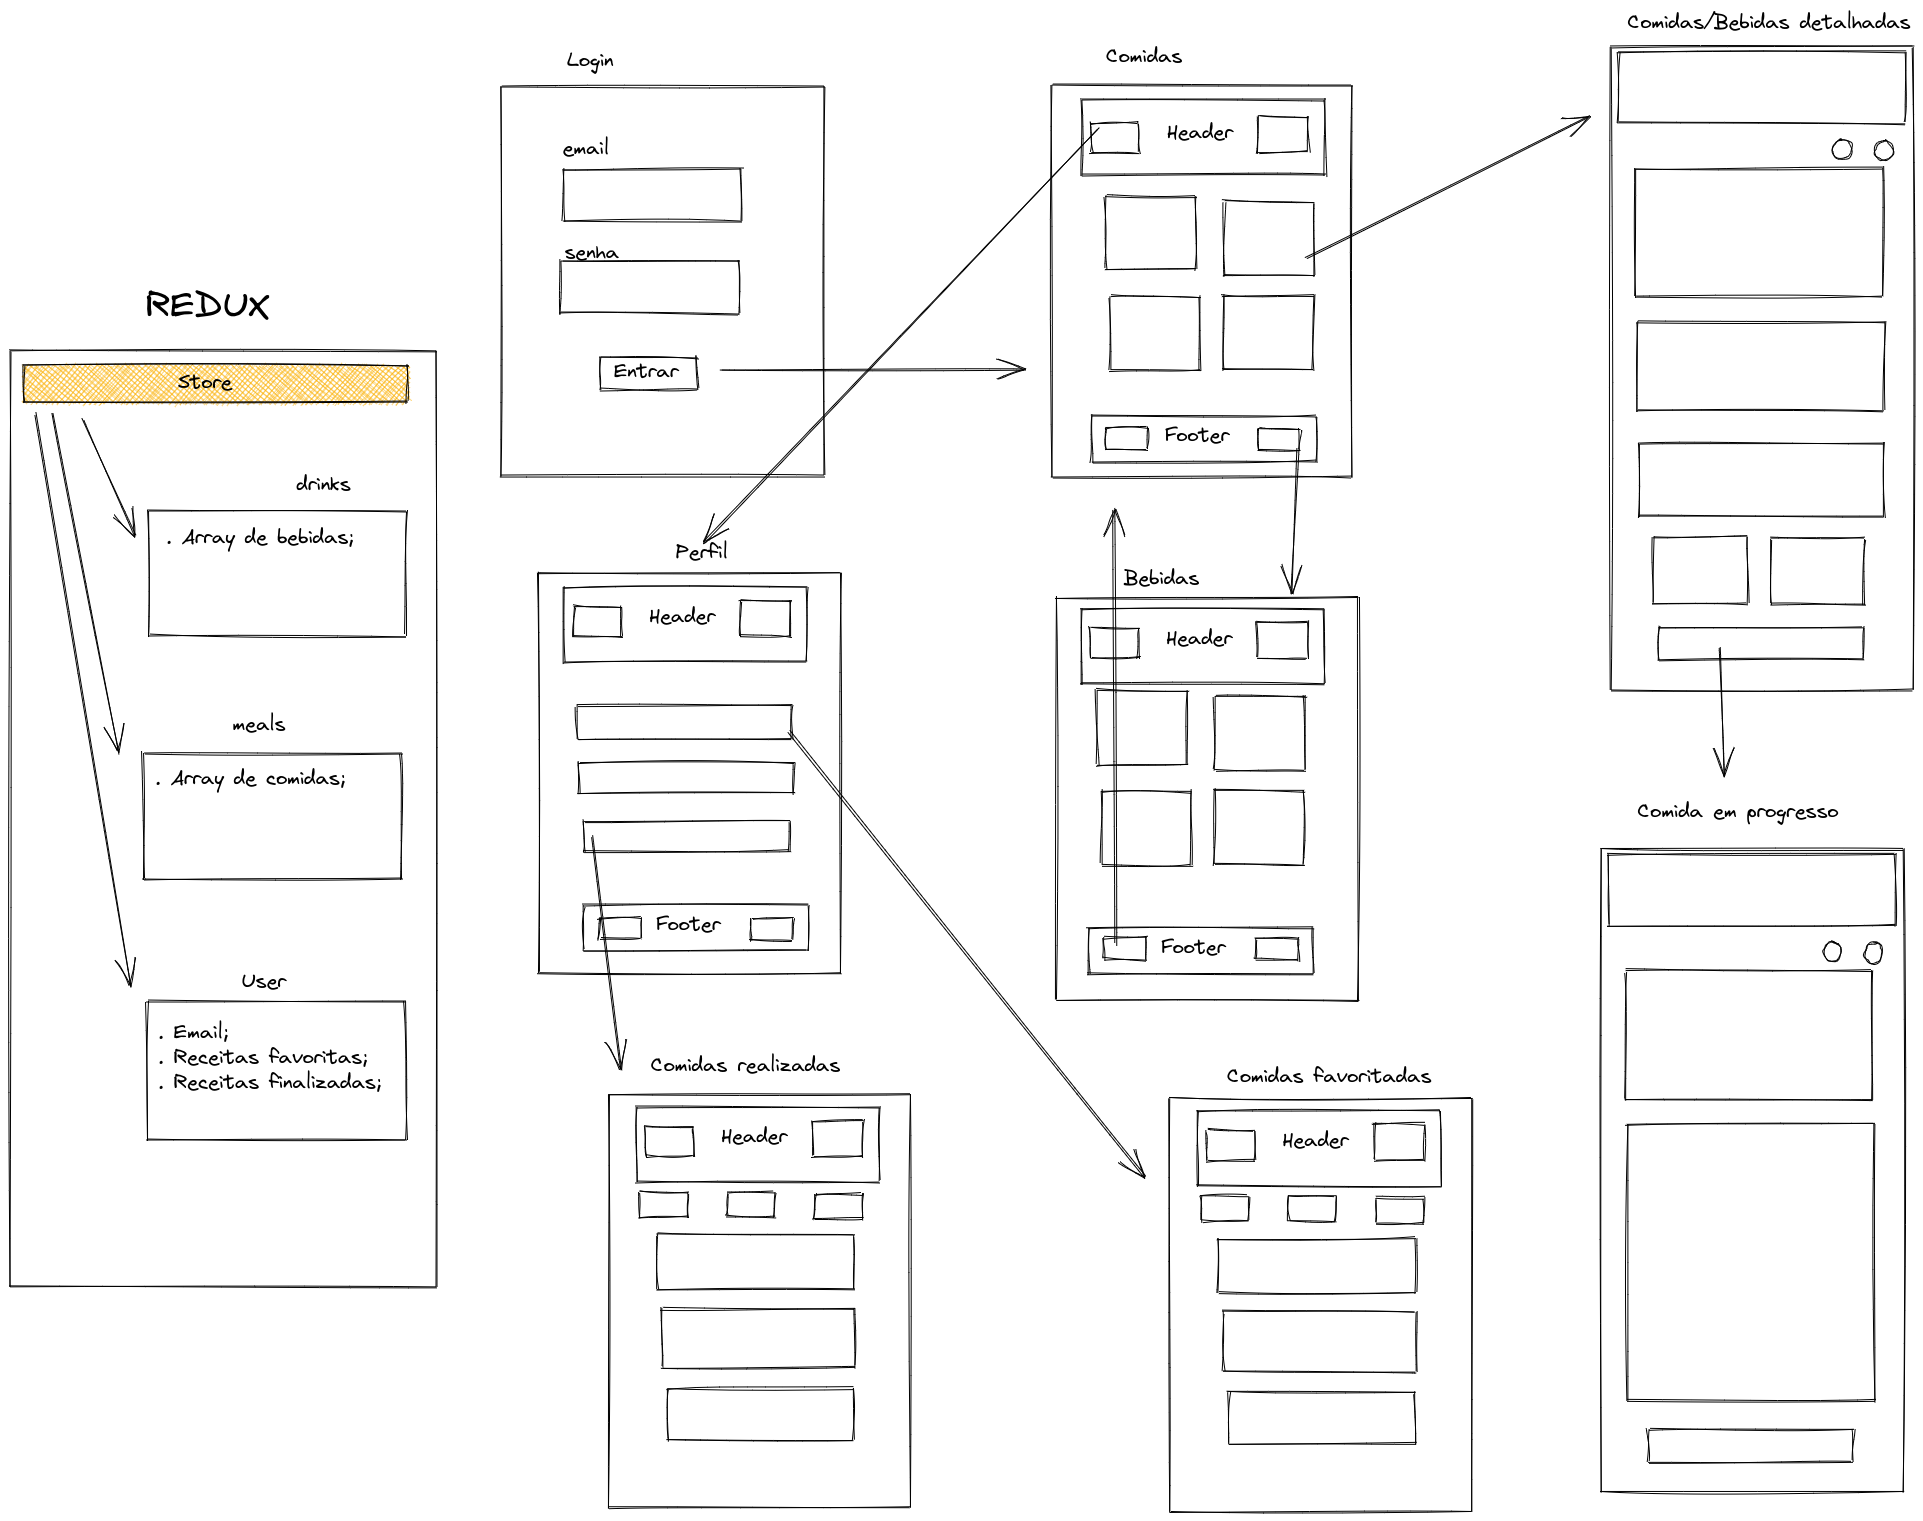 REDUX
Store
drinks
. Array de bebidas;
meals
. Array de comidas;
User
. Email;
. Receitas favoritas;
. Receitas finalizadas;
Login
email
senha
Entrar
Comidas
Header
Footer
Comidas/Bebidas detalhadas
Perfil
Header
Footer
Bebidas
Header
Footer
Comida em progresso
Comidas realizadas
Header
Comidas favoritadas
Header